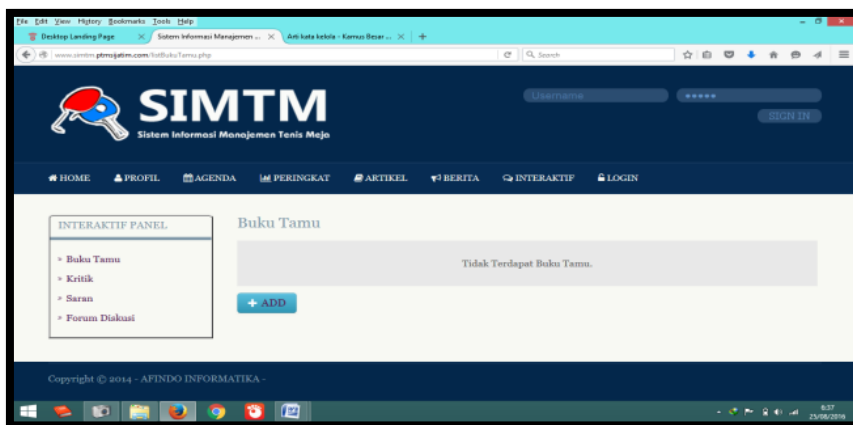 File Edit View History Bookmarks Tools Help
Desktop Landing Page
Sistem Informasi Manajemen ...
Arti kata kelola - Kamus Besar ...
www.simtm.ptmsijatim.com/listBukuTamu.php
Search
SIMTM
Sistem Informasi Manajemen Tenis Meja
Username
SIGN IN
HOME PROFIL AGENDA PERINGKAT ARTIKEL BERITA INTERAKTIF LOGIN
INTERAKTIF PANEL
» Buku Tamu
» Kritik
» Saran
» Forum Diskusi
Buku Tamu
Tidak Terdapat Buku Tamu.
+ ADD
Copyright © 2014 - AFINDO INFORMATIKA -
6:37
25/08/2016